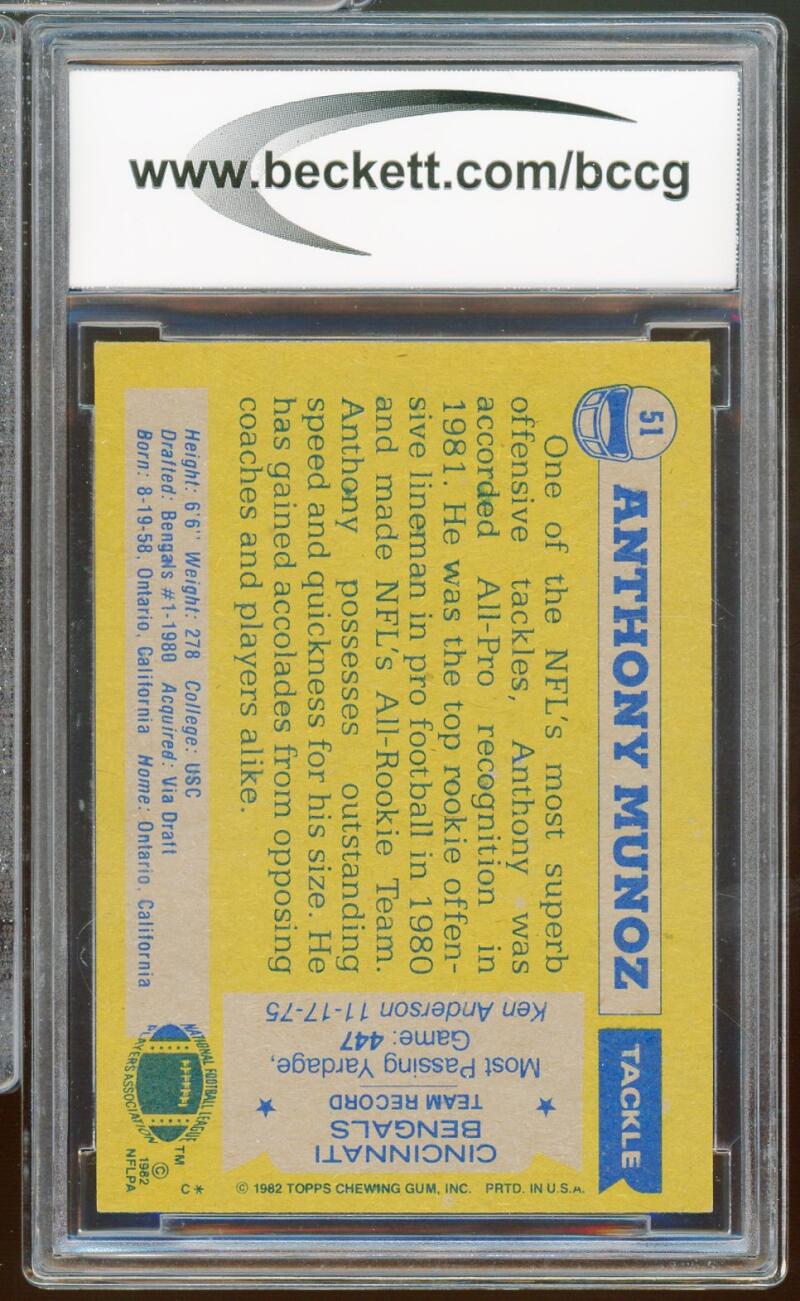 www.beckett.com/bccg
51
ANTHONY MUNOZ
TACKLE
One of the NFL's most superb
offensive tackles, Anthony was
accorded All-Pro recognition in
1981. He was the top rookie offen-
sive lineman in pro football in 1980
and made NFL's All-Rookie Team.
Anthony possesses outstanding
speed and quickness for his size. He
has gained accolades from opposing
coaches and players alike.
CINCINNATI
BENGALS
TEAM RECORD
Most Passing Yardage,
Game: 447
Ken Anderson 11-17-75
Height: 6'6" Weight: 278 College: USC
Drafted: Bengals #1-1980 Acquired: Via Draft
Born: 8-19-58, Ontario, California Home: Ontario, California
NATIONAL FOOTBALL LEAGUE
PLAYERS ASSOCIATION
TM
© 1982
NFLPA
C*
© 1982 TOPPS CHEWING GUM, INC. PRTD. IN U.S.A.